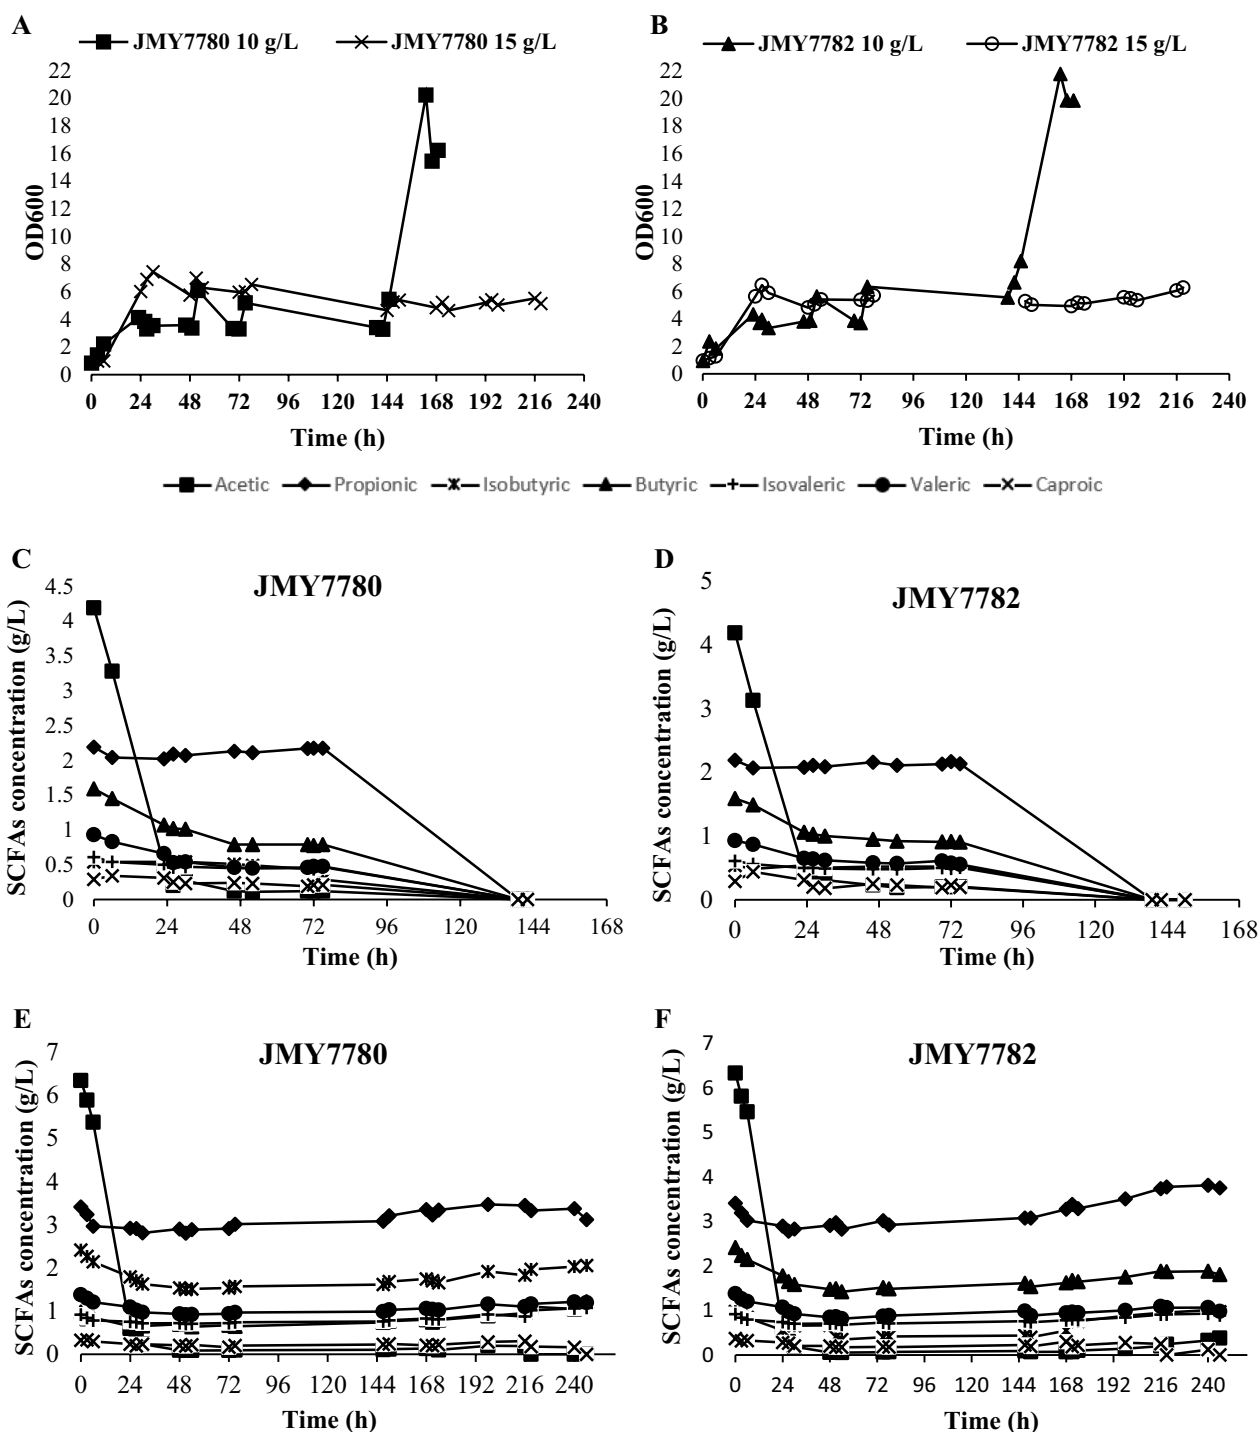 A
JMY7780 10 g/L
JMY7780 15 g/L
OD600
22
20
18
16
14
12
10
8
6
4
2
0
0 24 48 72 96 120 144 168 192 216 240
Time (h)
B
JMY7782 10 g/L
JMY7782 15 g/L
OD600
22
20
18
16
14
12
10
8
6
4
2
0
0 24 48 72 96 120 144 168 192 216 240
Time (h)
Acetic Propionic Isobutyric Butyric Isovaleric Valeric Caproic
C
JMY7780
SCFAs concentration (g/L)
4.5
4
3.5
3
2.5
2
1.5
1
0.5
0
0 24 48 72 96 120 144 168
Time (h)
D
JMY7782
SCFAs concentration (g/L)
5
4
3
2
1
0
0 24 48 72 96 120 144 168
Time (h)
E
JMY7780
SCFAs concentration (g/L)
7
6
5
4
3
2
1
0
0 24 48 72 96 120 144 168 192 216 240
Time (h)
F
JMY7782
SCFAs concentration (g/L)
7
6
5
4
3
2
1
0
0 24 48 72 96 120 144 168 192 216 240
Time (h)